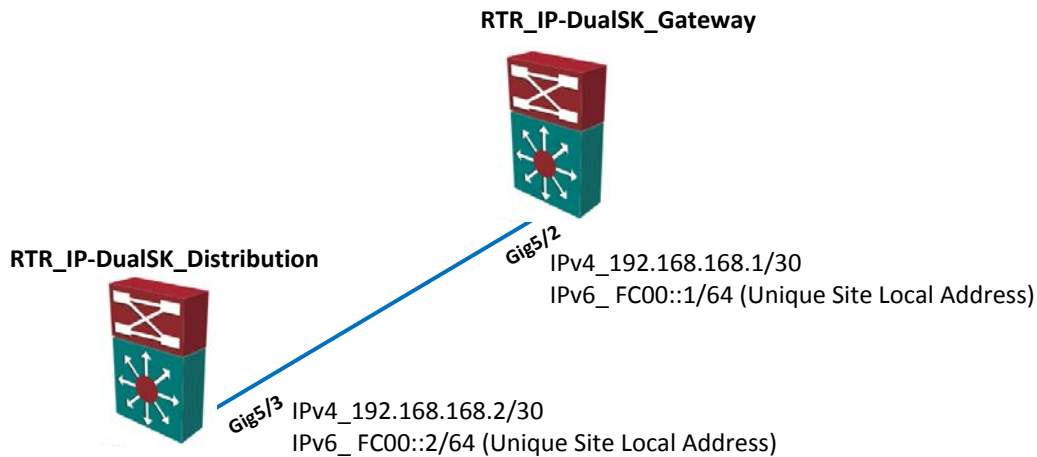 RTR_IP-DualSK_Gateway
Gig5/2
IPv4_192.168.168.1/30
IPv6_ FC00::1/64 (Unique Site Local Address)
RTR_IP-DualSK_Distribution
Gig5/3
IPv4_192.168.168.2/30
IPv6_ FC00::2/64 (Unique Site Local Address)